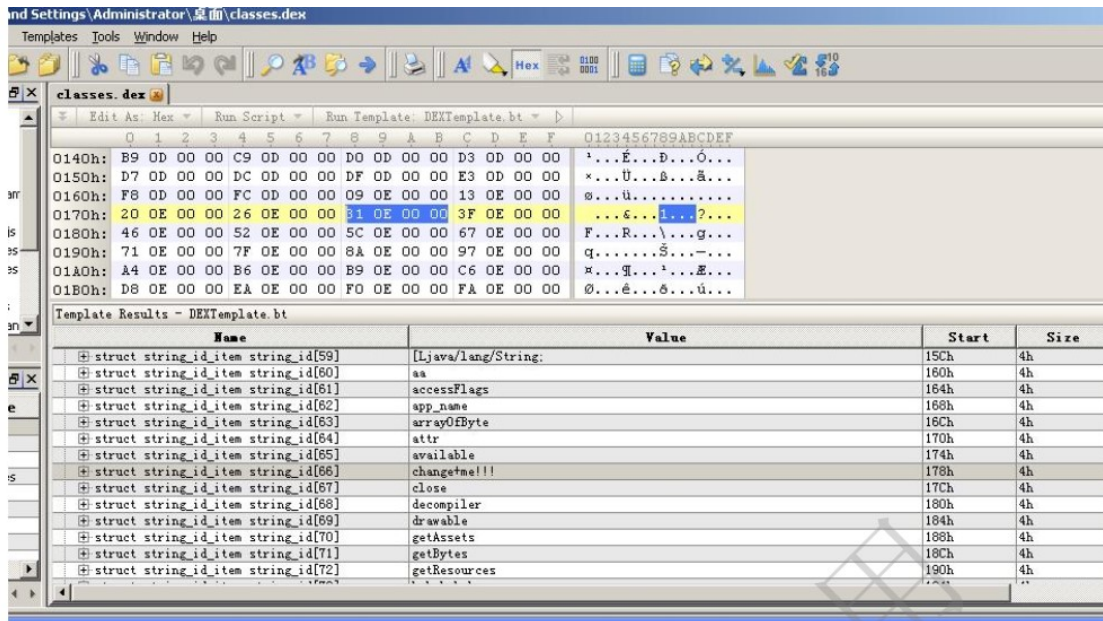 and Settings\Administrator\桌面\classes.dex
Templates Tools Window Help
classes.dex
Edit As: Hex Run Script Run Template: DEXTemplate.bt
0 1 2 3 4 5 6 7 8 9 A B C D E F 0123456789ABCDEF
0140h: B9 0D 00 00 C9 0D 00 00 D0 0D 00 00 D3 0D 00 00 ¹...É...Ð...Ó...
0150h: D7 0D 00 00 DC 0D 00 00 DF 0D 00 00 E3 0D 00 00 ×...Ü...ß...ã...
0160h: F8 0D 00 00 FC 0D 00 00 09 0E 00 00 13 0E 00 00 ø...ü...........
0170h: 20 0E 00 00 26 0E 00 00 31 0E 00 00 3F 0E 00 00 ...&...1...?...
0180h: 46 0E 00 00 52 0E 00 00 5C 0E 00 00 67 0E 00 00 F...R...\...g...
0190h: 71 0E 00 00 7F 0E 00 00 8A 0E 00 00 97 0E 00 00 q.......Š...—...
01A0h: A4 0E 00 00 B6 0E 00 00 B9 0E 00 00 C6 0E 00 00 ¤...¶...¹...Æ...
01B0h: D8 0E 00 00 EA 0E 00 00 F0 0E 00 00 FA 0E 00 00 Ø...ê...ð...ú...
Template Results - DEXTemplate.bt
Name Value Start Size
struct string_id_item string_id[59] [Ljava/lang/String; 15Ch 4h
struct string_id_item string_id[60] aa 160h 4h
struct string_id_item string_id[61] accessFlags 164h 4h
struct string_id_item string_id[62] app_name 168h 4h
struct string_id_item string_id[63] arrayOfByte 16Ch 4h
struct string_id_item string_id[64] attr 170h 4h
struct string_id_item string_id[65] available 174h 4h
struct string_id_item string_id[66] change+me!!! 178h 4h
struct string_id_item string_id[67] close 17Ch 4h
struct string_id_item string_id[68] decompiler 180h 4h
struct string_id_item string_id[69] drawable 184h 4h
struct string_id_item string_id[70] getAssets 188h 4h
struct string_id_item string_id[71] getBytes 18Ch 4h
struct string_id_item string_id[72] getResources 190h 4h